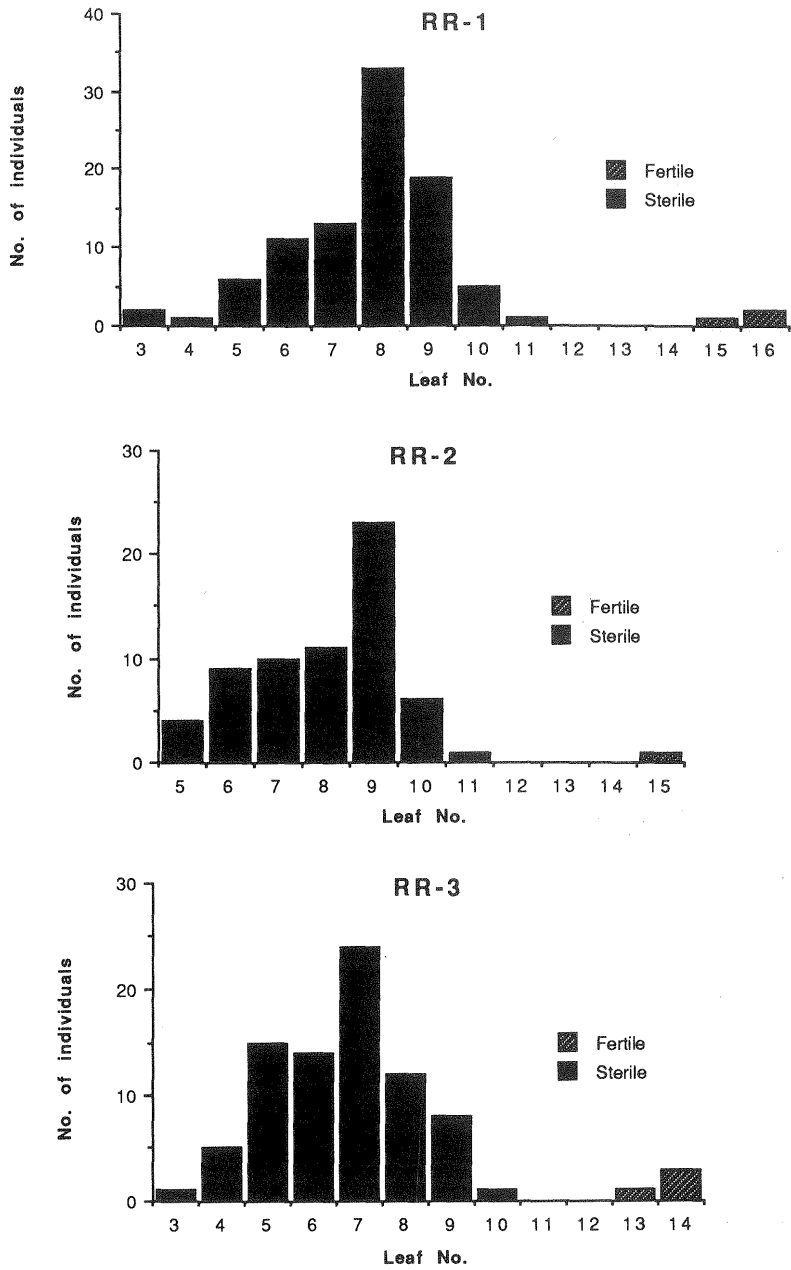 RR-1
40
30
20
10
0
No. of individuals
Fertile
Sterile
3 4 5 6 7 8 9 10 11 12 13 14 15 16
Leaf No.
RR-2
30
20
10
0
No. of individuals
Fertile
Sterile
5 6 7 8 9 10 11 12 13 14 15
Leaf No.
RR-3
30
20
10
0
No. of individuals
Fertile
Sterile
3 4 5 6 7 8 9 10 11 12 13 14
Leaf No.